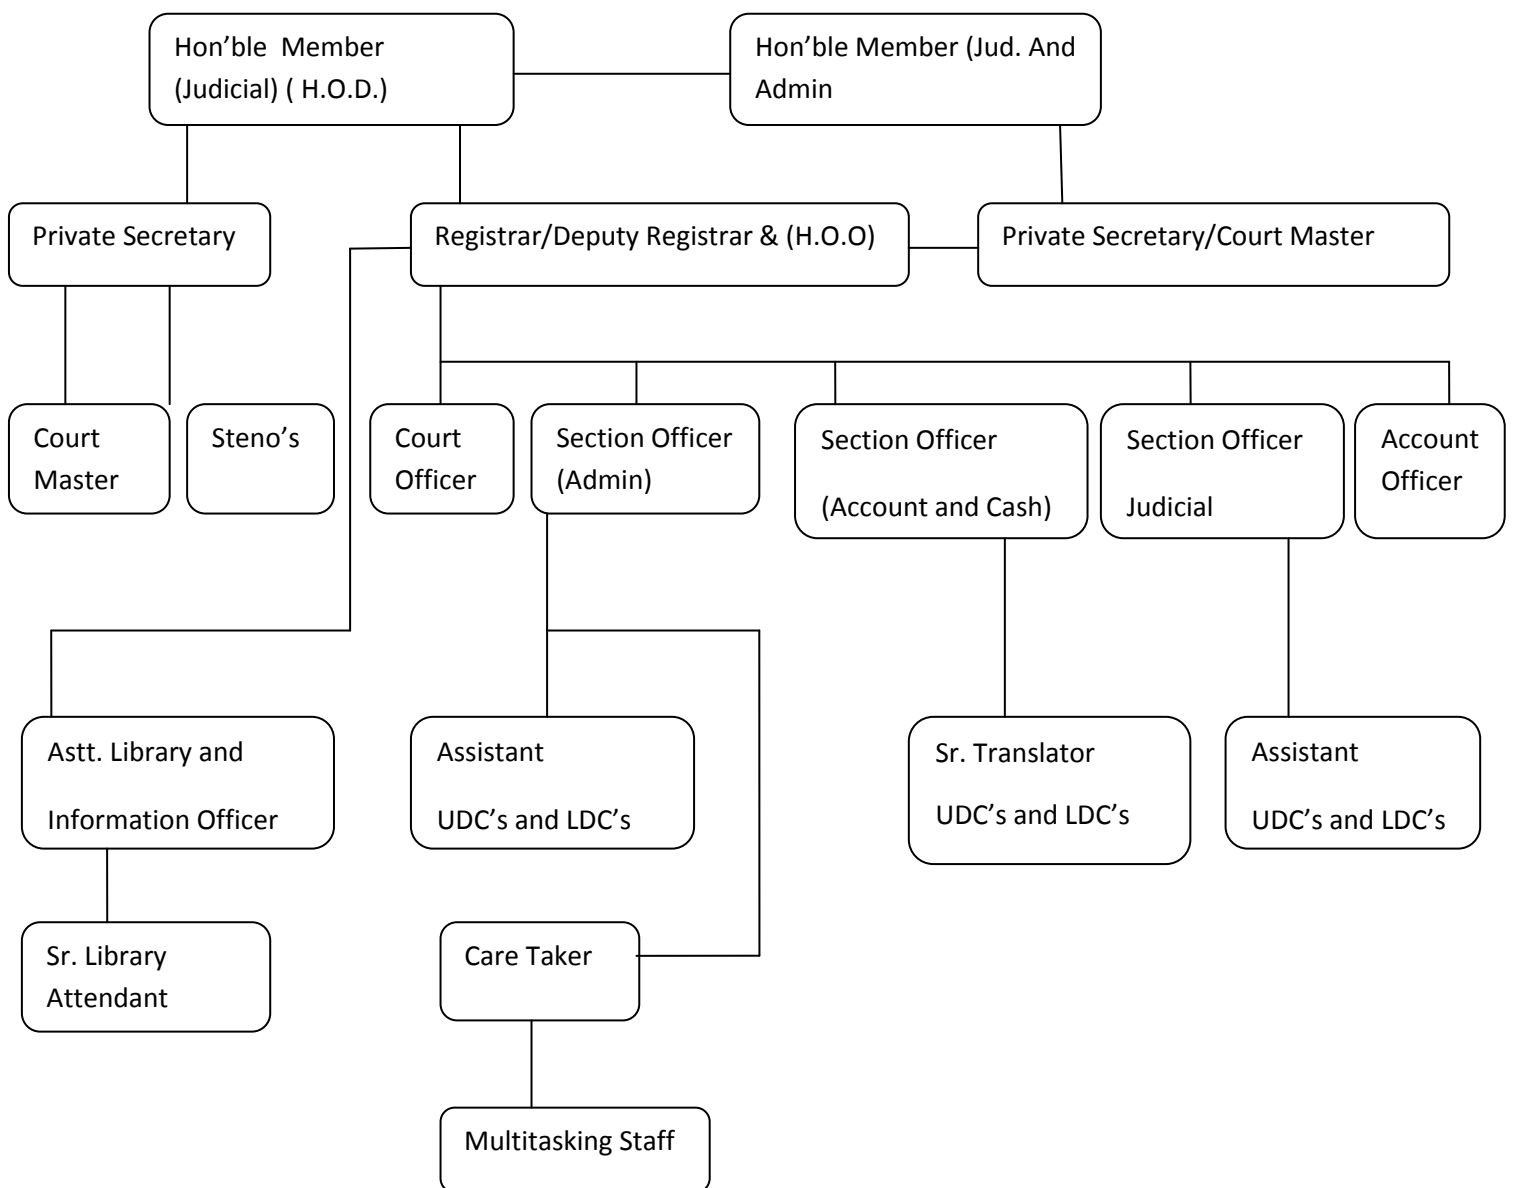 Hon’ble  Member
(Judicial) ( H.O.D.)
Hon’ble Member (Jud. And
Admin
Private Secretary
Registrar/Deputy Registrar & (H.O.O)
Private Secretary/Court Master
Court
Master
Steno’s
Court
Officer
Section Officer
(Admin)
Section Officer
(Account and Cash)
Section Officer
Judicial
Account
Officer
Astt. Library and
Information Officer
Assistant
UDC’s and LDC’s
Sr. Translator
UDC’s and LDC’s
Assistant
UDC’s and LDC’s
Sr. Library
Attendant
Care Taker
Multitasking Staff